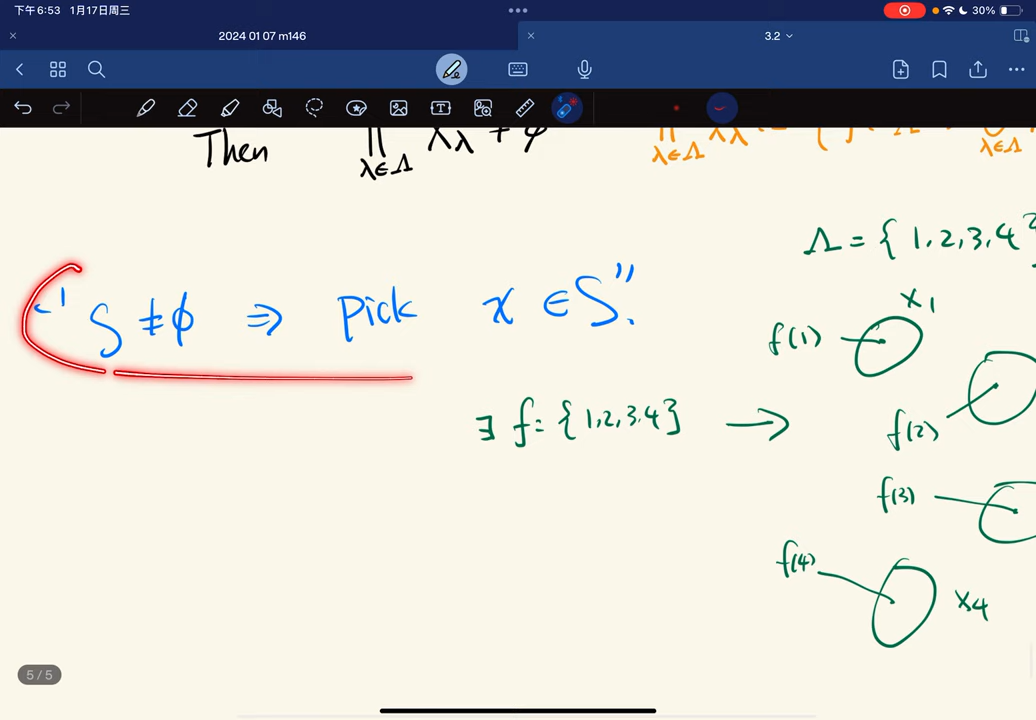 下午6:53 1月17日周三
30%
2024 01 07 m146
3.2
Then ∏ Xλ ≠ φ
λ∈Λ
λ∈Λ
λ∈Λ
Λ = { 1,2,3,4
"S ≠ φ ⇒ pick x ∈ S."
x1
f(1)
∃ f: {1,2,3,4} →
f(2)
f(3)
f(4)
x4
5 / 5